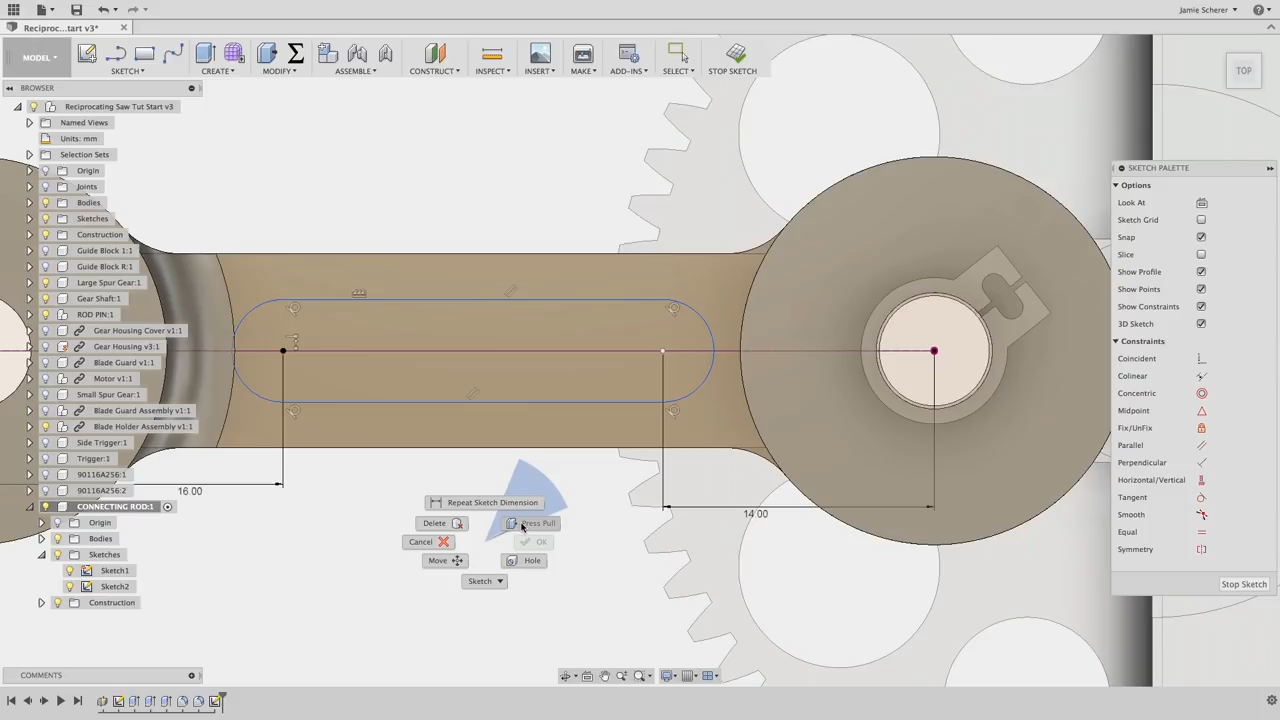 Jamie Scherer
Reciproc...tart v3*
MODEL
SKETCH
CREATE
MODIFY
ASSEMBLE
CONSTRUCT
INSPECT
INSERT
MAKE
ADD-INS
SELECT
STOP SKETCH
TOP
BROWSER
Reciprocating Saw Tut Start v3
Named Views
Units: mm
Selection Sets
Origin
Joints
Bodies
Sketches
Construction
Guide Block 1:1
Guide Block R:1
Large Spur Gear:1
Gear Shaft:1
ROD PIN:1
Gear Housing Cover v1:1
Gear Housing v3:1
Blade Guard v1:1
Motor v1:1
Small Spur Gear:1
Blade Guard Assembly v1:1
Blade Holder Assembly v1:1
Side Trigger:1
Trigger:1
90116A256:1
90116A256:2
CONNECTING ROD:1
Origin
Bodies
Sketches
Sketch1
Sketch2
Construction
16.00
14.00
Repeat Sketch Dimension
Delete
Press Pull
Cancel
OK
Move
Hole
Sketch
SKETCH PALETTE
Options
Look At
Sketch Grid
Snap
Slice
Show Profile
Show Points
Show Constraints
3D Sketch
Constraints
Coincident
Colinear
Concentric
Midpoint
Fix/UnFix
Parallel
Perpendicular
Horizontal/Vertical
Tangent
Smooth
Equal
Symmetry
Stop Sketch
COMMENTS